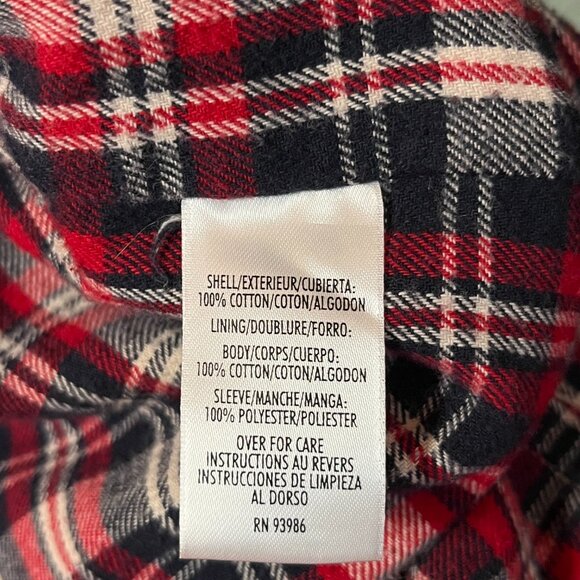 SHELL/EXTERIEUR/CUBIERTA:
100% COTTON/COTON/ALGODON
LINING/DOUBLURE/FORRO:
BODY/CORPS/CUERPO:
100% COTTON/COTON/ALGODON
SLEEVE/MANCHE/MANGA:
100% POLYESTER/POLIESTER
OVER FOR CARE
INSTRUCTIONS AU REVERS
INSTRUCCIONES DE LIMPIEZA
AL DORSO
RN 93986